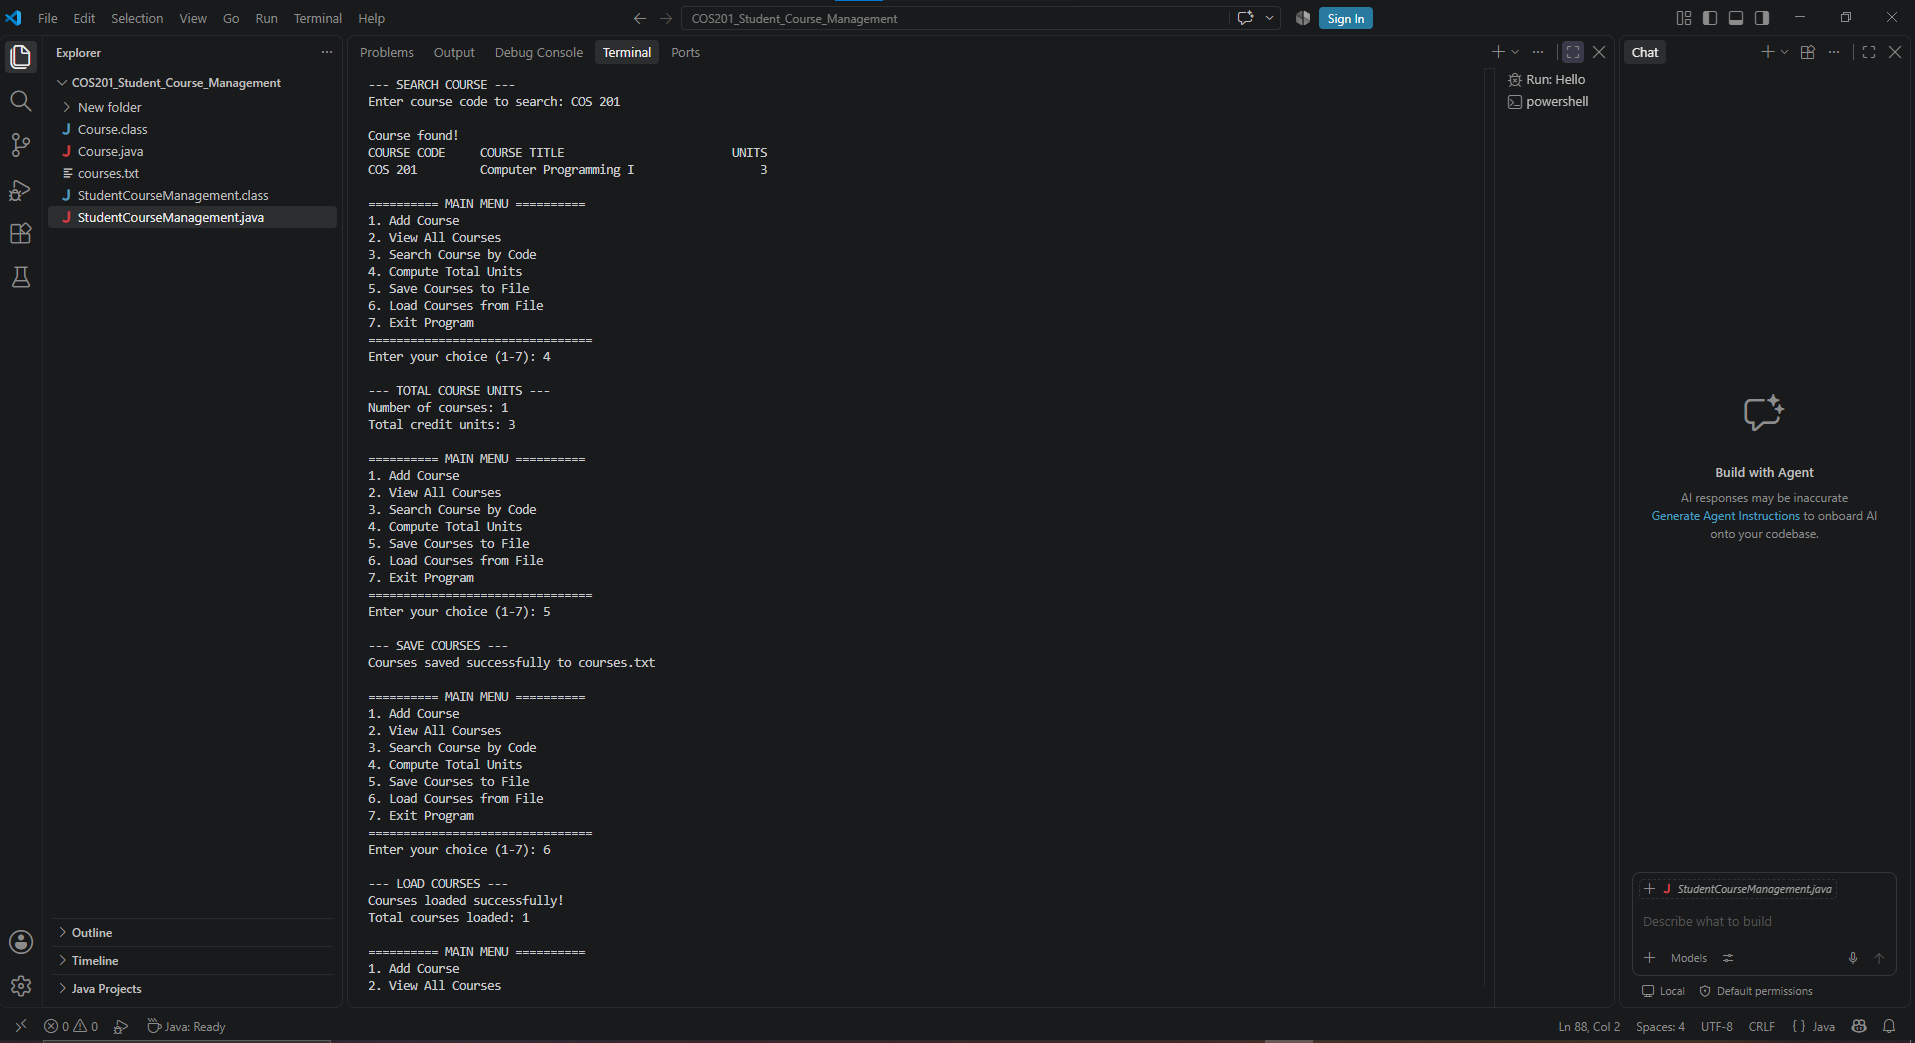 File Edit Selection View Go Run Terminal Help
COS201_Student_Course_Management
Sign In
Explorer
COS201_Student_Course_Management
New folder
Course.class
Course.java
courses.txt
StudentCourseManagement.class
StudentCourseManagement.java
Outline
Timeline
Java Projects
Problems Output Debug Console Terminal Ports
--- SEARCH COURSE ---
Enter course code to search: COS 201
Course found!
COURSE CODE COURSE TITLE UNITS
COS 201 Computer Programming I 3
========== MAIN MENU ==========
1. Add Course
2. View All Courses
3. Search Course by Code
4. Compute Total Units
5. Save Courses to File
6. Load Courses from File
7. Exit Program
================================
Enter your choice (1-7): 4
--- TOTAL COURSE UNITS ---
Number of courses: 1
Total credit units: 3
========== MAIN MENU ==========
1. Add Course
2. View All Courses
3. Search Course by Code
4. Compute Total Units
5. Save Courses to File
6. Load Courses from File
7. Exit Program
================================
Enter your choice (1-7): 5
--- SAVE COURSES ---
Courses saved successfully to courses.txt
========== MAIN MENU ==========
1. Add Course
2. View All Courses
3. Search Course by Code
4. Compute Total Units
5. Save Courses to File
6. Load Courses from File
7. Exit Program
================================
Enter your choice (1-7): 6
--- LOAD COURSES ---
Courses loaded successfully!
Total courses loaded: 1
========== MAIN MENU ==========
1. Add Course
2. View All Courses
Run: Hello
powershell
Chat
Build with Agent
AI responses may be inaccurate
Generate Agent Instructions to onboard AI
onto your codebase.
StudentCourseManagement.java
Describe what to build
Models
Local Default permissions
0 0 Java: Ready
Ln 88, Col 2 Spaces: 4 UTF-8 CRLF {} Java